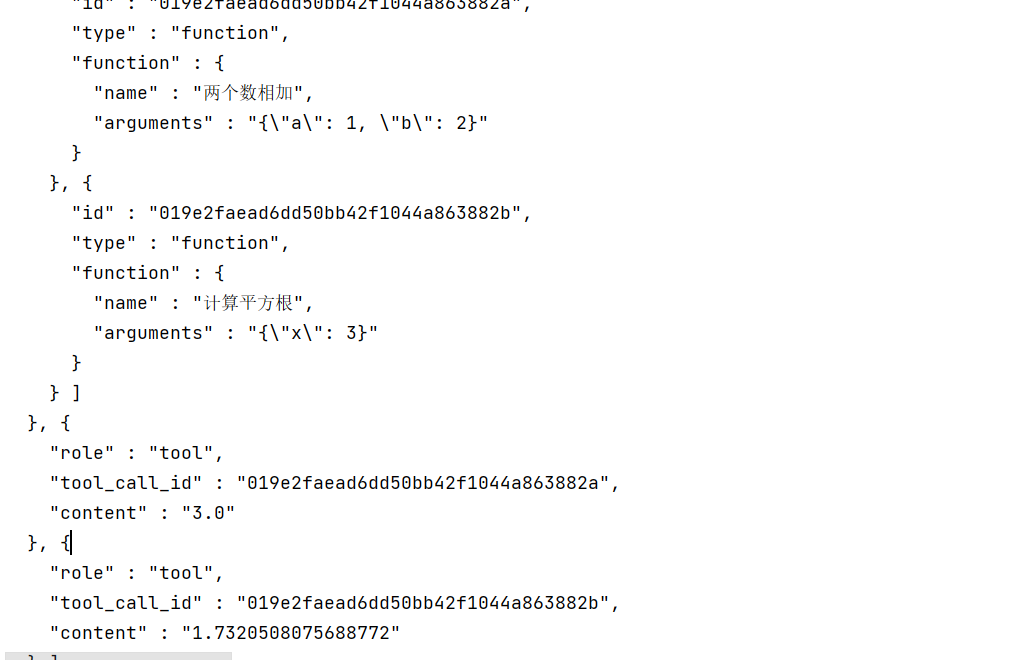 "id" : "019e2faead6dd50bb42f1044a863882a",
"type" : "function",
"function" : {
"name" : "两个数相加",
"arguments" : "{\"a\": 1, \"b\": 2}"
}
}, {
"id" : "019e2faead6dd50bb42f1044a863882b",
"type" : "function",
"function" : {
"name" : "计算平方根",
"arguments" : "{\"x\": 3}"
}
} ]
}, {
"role" : "tool",
"tool_call_id" : "019e2faead6dd50bb42f1044a863882a",
"content" : "3.0"
}, {
"role" : "tool",
"tool_call_id" : "019e2faead6dd50bb42f1044a863882b",
"content" : "1.7320508075688772"
} ]